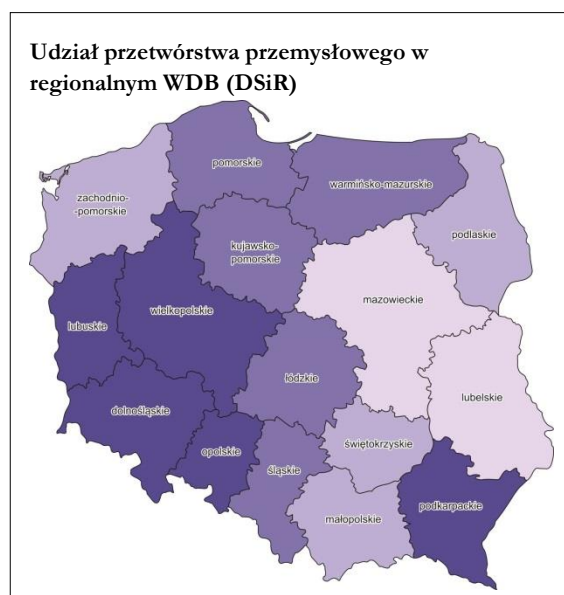 Udział przetwórstwa przemysłowego w
regionalnym WDB (DSiR)
pomorskie
warmińsko-mazurskie
zachodnio-
-pomorskie
podlaskie
kujawsko-
pomorskie
mazowieckie
wielkopolskie
lubuskie
łódzkie
lubelskie
dolnośląskie
świętokrzyskie
opolskie
śląskie
podkarpackie
małopolskie